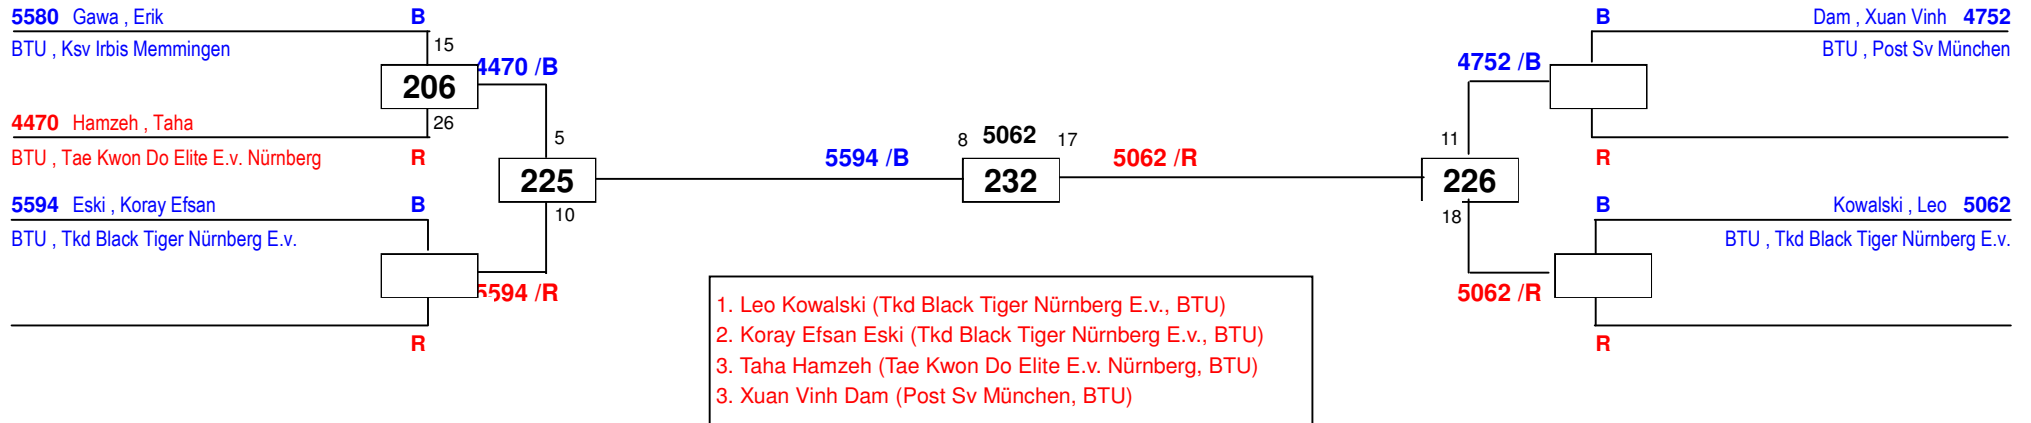 5580 Gawa , Erik B
BTU , Ksv Irbis Memmingen
15
206
4470 /B
4470 Hamzeh , Taha
26
BTU , Tae Kwon Do Elite E.v. Nürnberg R
5
225
10
5594 Eski , Koray Efsan B
BTU , Tkd Black Tiger Nürnberg E.v.
5594 /R
R
5594 /B
8 5062 17
232
5062 /R
B Dam , Xuan Vinh 4752
BTU , Post Sv München
4752 /B
R
11
226
18
B Kowalski , Leo 5062
BTU , Tkd Black Tiger Nürnberg E.v.
5062 /R
R
1. Leo Kowalski (Tkd Black Tiger Nürnberg E.v., BTU)
2. Koray Efsan Eski (Tkd Black Tiger Nürnberg E.v., BTU)
3. Taha Hamzeh (Tae Kwon Do Elite E.v. Nürnberg, BTU)
3. Xuan Vinh Dam (Post Sv München, BTU)